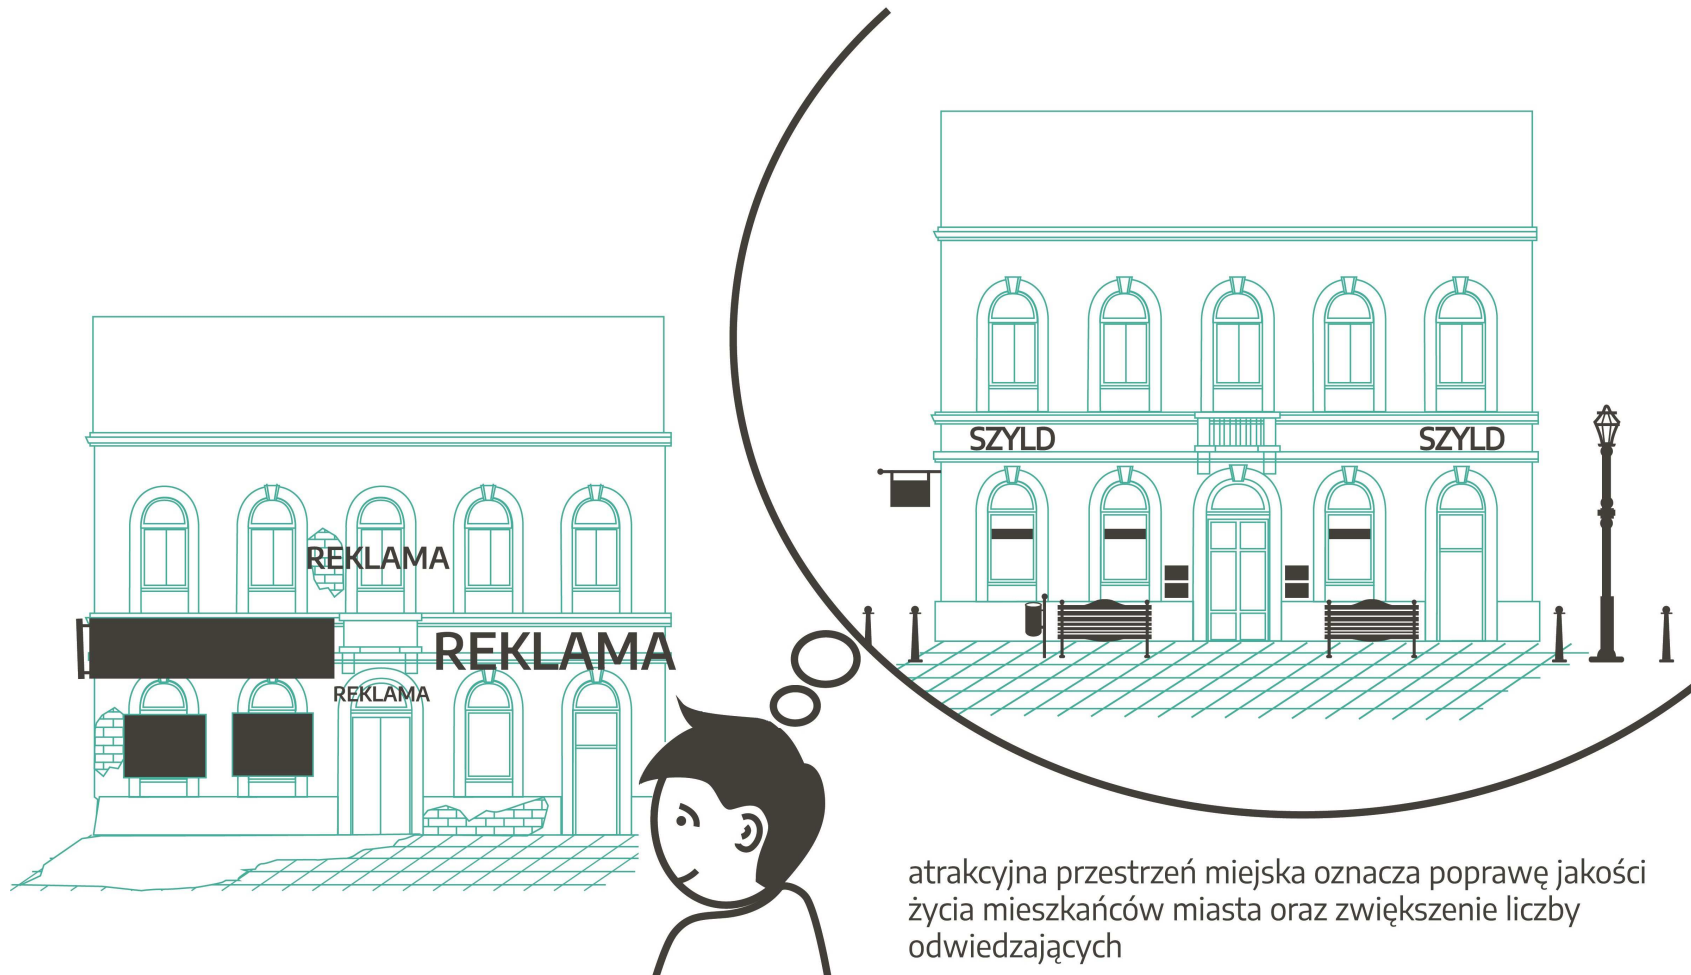 SZYLD SZYLD
REKLAMA
REKLAMA
REKLAMA
atrakcyjna przestrzeń miejska oznacza poprawę jakości
życia mieszkańców miasta oraz zwiększenie liczby
odwiedzających